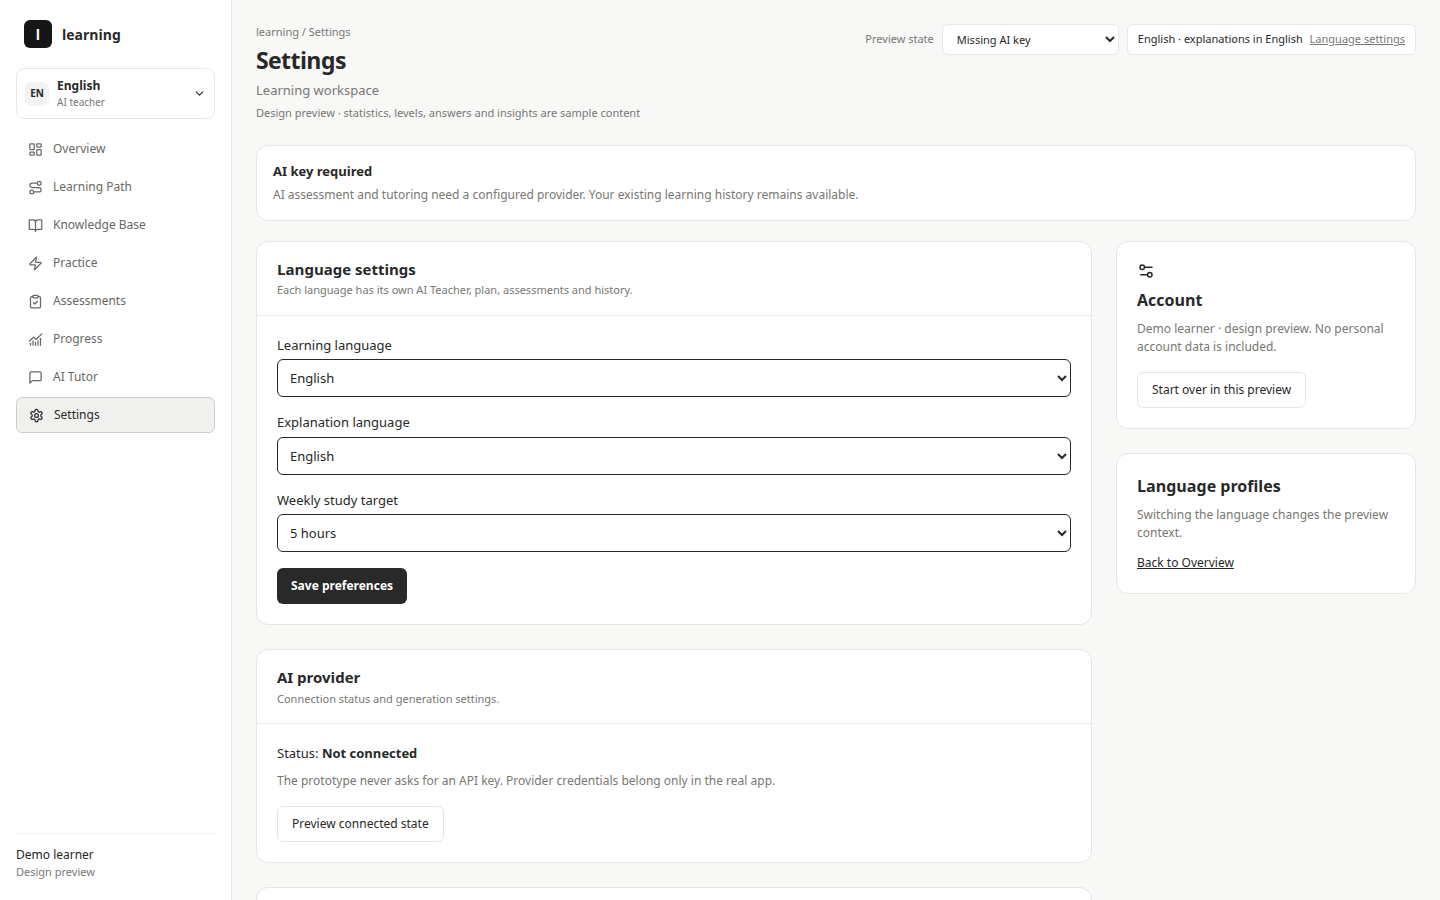 l
learning
EN
English
AI teacher
Overview
Learning Path
Knowledge Base
Practice
Assessments
Progress
AI Tutor
Settings
Demo learner
Design preview
learning / Settings
Settings
Learning workspace
Design preview · statistics, levels, answers and insights are sample content
Preview state
Missing AI key
English · explanations in English Language settings
AI key required
AI assessment and tutoring need a configured provider. Your existing learning history remains available.
Language settings
Each language has its own AI Teacher, plan, assessments and history.
Learning language
English
Explanation language
English
Weekly study target
5 hours
Save preferences
AI provider
Connection status and generation settings.
Status: Not connected
The prototype never asks for an API key. Provider credentials belong only in the real app.
Preview connected state
Account
Demo learner · design preview. No personal
account data is included.
Start over in this preview
Language profiles
Switching the language changes the preview
context.
Back to Overview